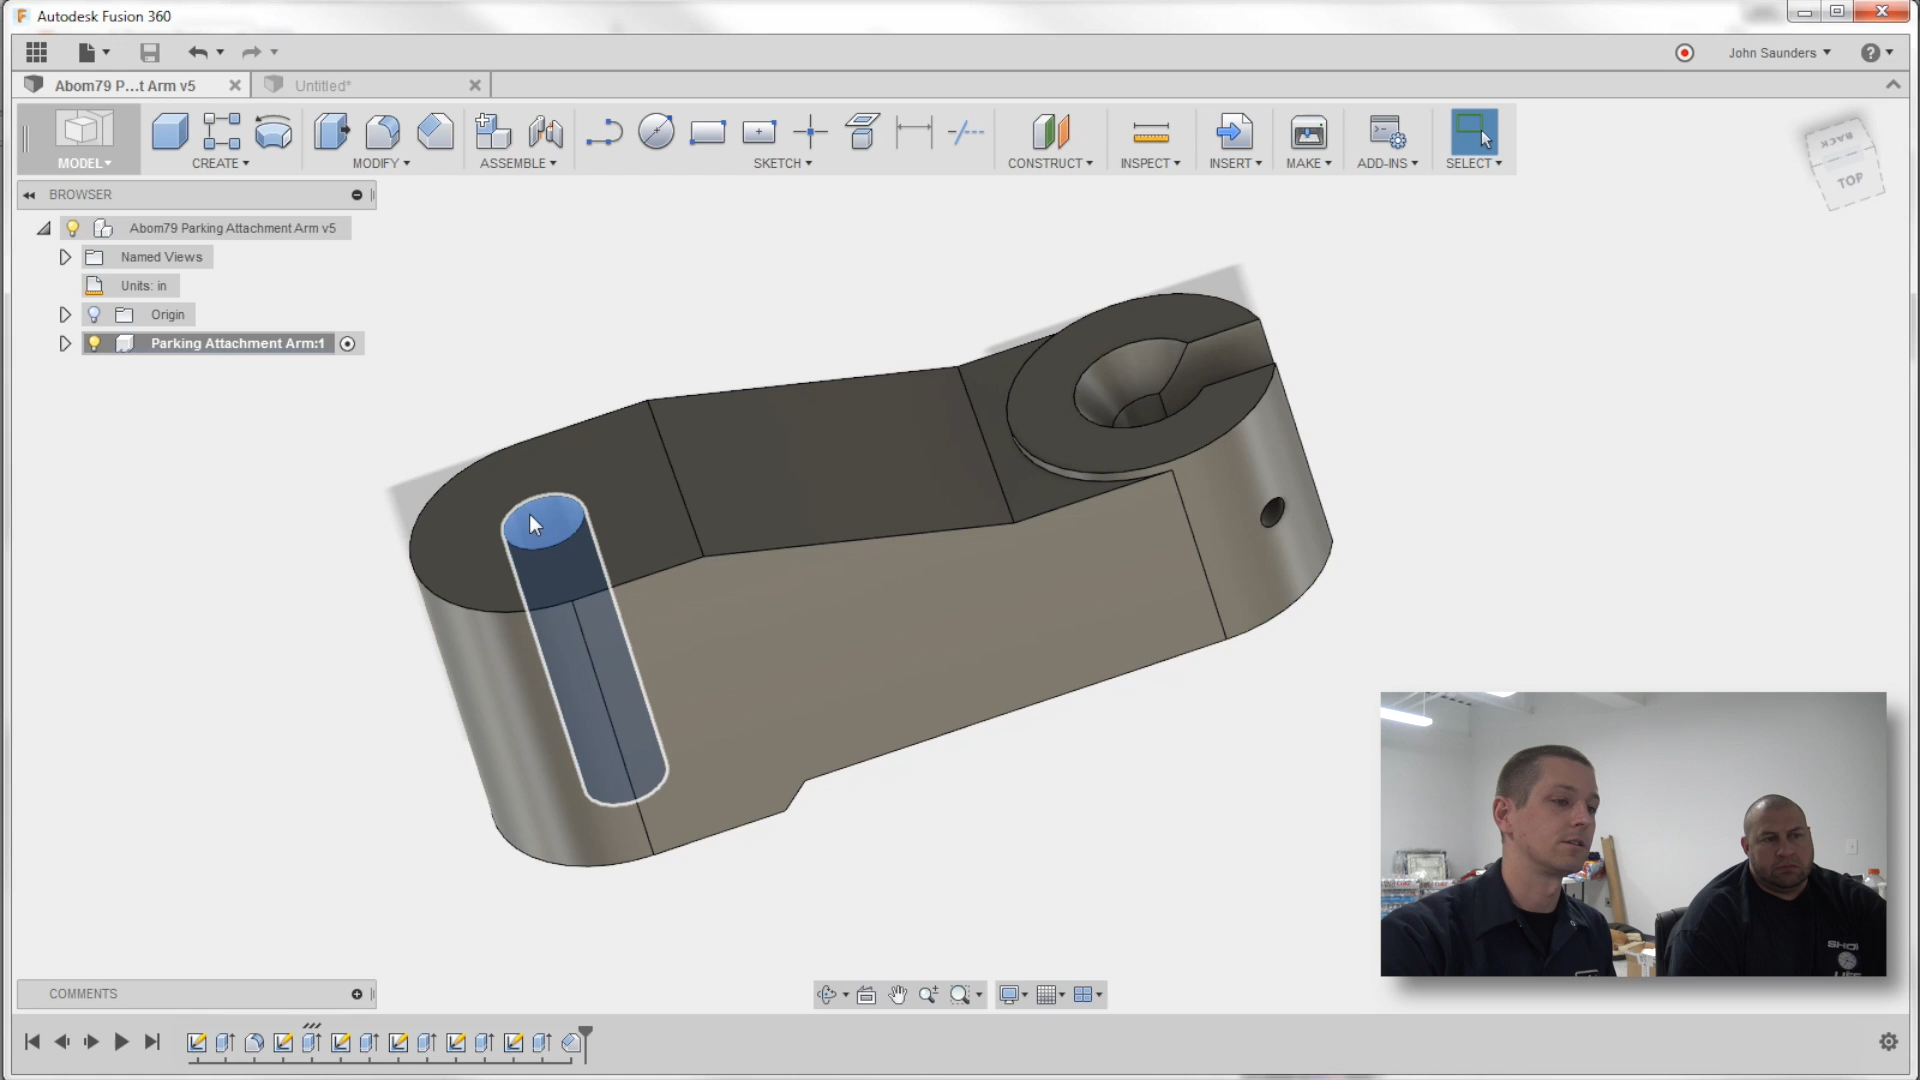 Autodesk Fusion 360
John Saunders
Abom79 P...t Arm v5
Untitled*
MODEL
CREATE
MODIFY
ASSEMBLE
SKETCH
CONSTRUCT
INSPECT
INSERT
MAKE
ADD-INS
SELECT
BACK
TOP
BROWSER
Abom79 Parking Attachment Arm v5
Named Views
Units: in
Origin
Parking Attachment Arm:1
COMMENTS